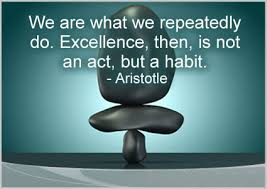 We are what we repeatedly
do. Excellence, then, is not
an act, but a habit.
- Aristotle